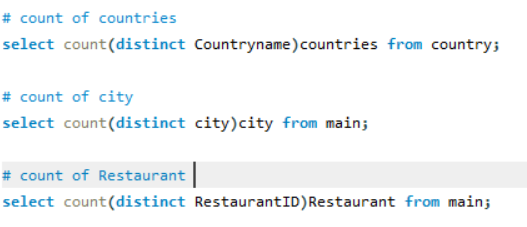 # count of countries
select count(distinct Countryname)countries from country;
# count of city
select count(distinct city)city from main;
# count of Restaurant
select count(distinct RestaurantID)Restaurant from main;